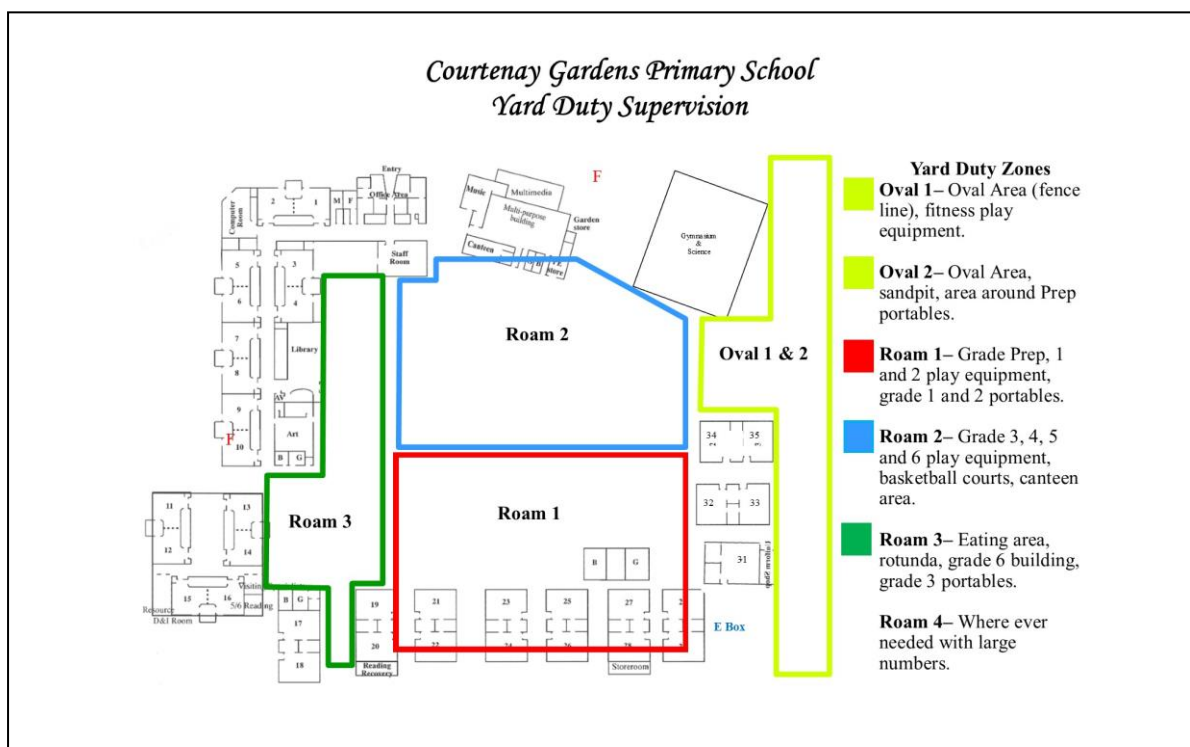 Courtenay Gardens Primary School
Yard Duty Supervision
Entry
Office Area
Computer Room
2
1
M
F
Staff Room
5
3
6
4
7
8
Library
9
10
F
AV
Art
B
G
Music
Multimedia
Multi-purpose building
Garden store
Canteen
B
store
F
Gymnasium
&
Science
Roam 2
Oval 1 & 2
Roam 3
Roam 1
11
13
12
14
15
16
Resource
D&I Room
5/6 Reading
B
G
17
18
19
20
Reading Recovery
21
22
23
24
25
26
27
28
Storeroom
B
G
E Box
34
35
32
33
31
Uniform Shop
Yard Duty Zones
Oval 1– Oval Area (fence
line), fitness play
equipment.
Oval 2– Oval Area,
sandpit, area around Prep
portables.
Roam 1– Grade Prep, 1
and 2 play equipment,
grade 1 and 2 portables.
Roam 2– Grade 3, 4, 5
and 6 play equipment,
basketball courts, canteen
area.
Roam 3– Eating area,
rotunda, grade 6 building,
grade 3 portables.
Roam 4– Where ever
needed with large
numbers.